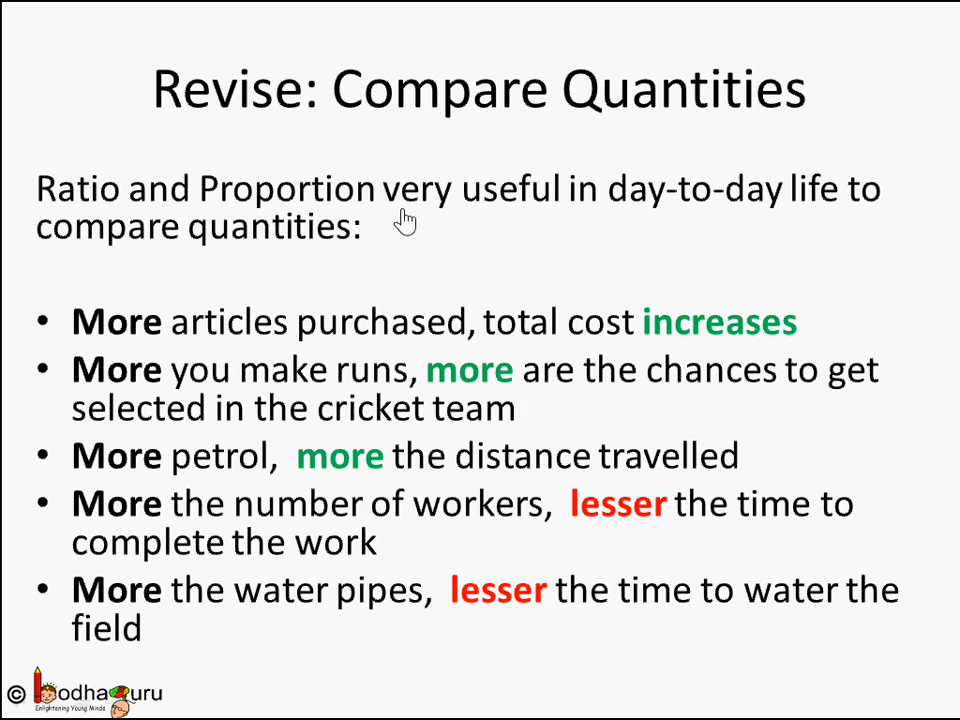 Revise: Compare Quantities
Ratio and Proportion very useful in day-to-day life to
compare quantities:
• More articles purchased, total cost increases
• More you make runs, more are the chances to get
selected in the cricket team
• More petrol, more the distance travelled
• More the number of workers, lesser the time to
complete the work
• More the water pipes, lesser the time to water the
field
© BodhaGuru
Enlightening Young Minds